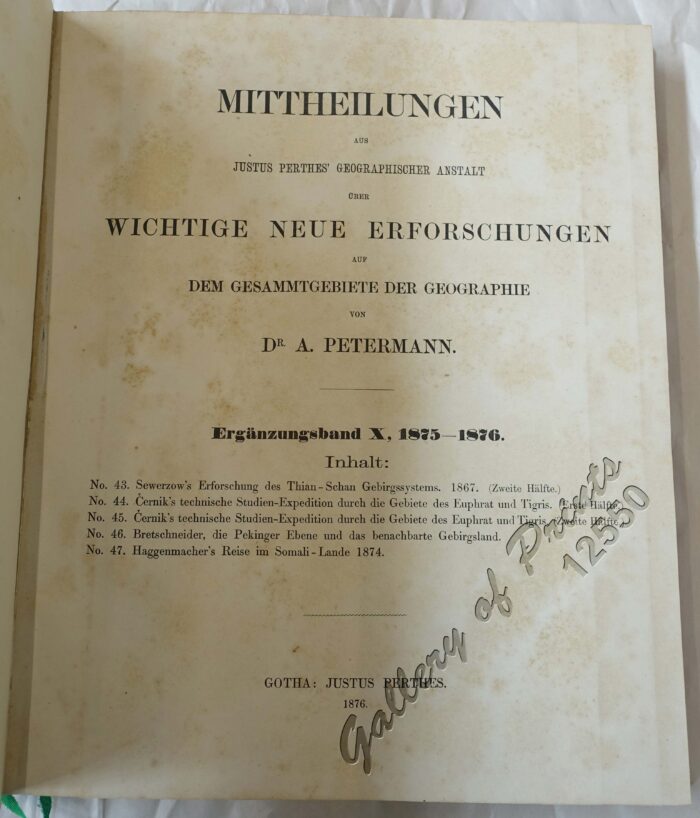 MITTHEILUNGEN
AUS
JUSTUS PERTHES' GEOGRAPHISCHER ANSTALT
ÜBER
WICHTIGE NEUE ERFORSCHUNGEN
AUF
DEM GESAMMTGEBIETE DER GEOGRAPHIE
VON
DR. A. PETERMANN.
Ergänzungsband X, 1875—1876.
Inhalt:
No. 43. Sewerzow's Erforschung des Thian-Schan Gebirgssystems. 1867. (Zweite Hälfte.)
No. 44. Černik's technische Studien-Expedition durch die Gebiete des Euphrat und Tigris. (Erste Hälfte.)
No. 45. Černik's technische Studien-Expedition durch die Gebiete des Euphrat und Tigris. (Zweite Hälfte.)
No. 46. Bretschneider, die Pekinger Ebene und das benachbarte Gebirgsland.
No. 47. Haggenmacher's Reise im Somali-Lande 1874.
GOTHA: JUSTUS PERTHES.
1876.
Gallery of Prints
12550